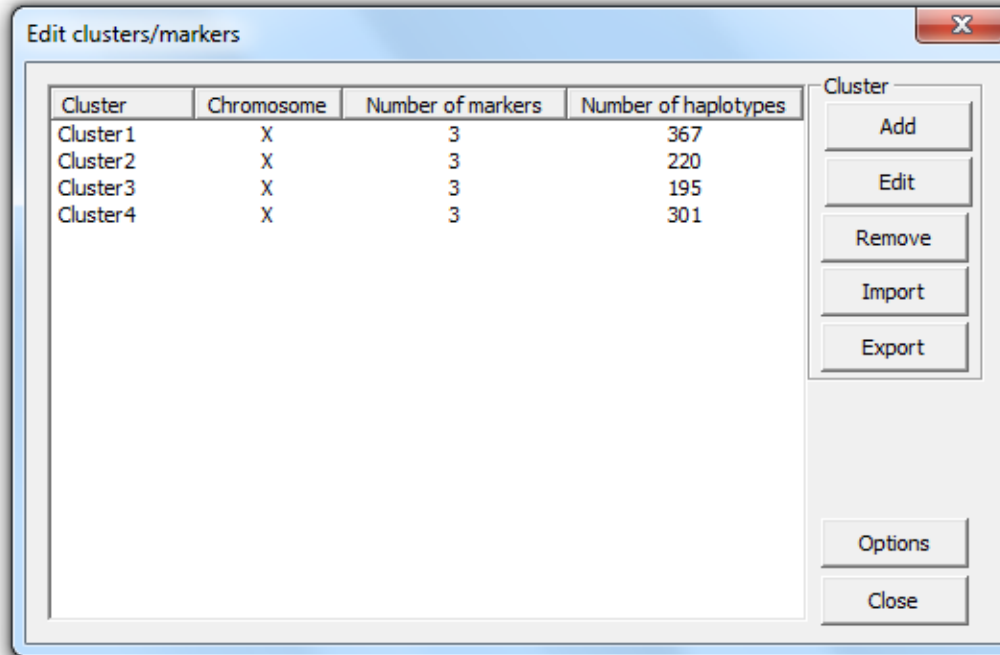 Edit clusters/markers
X
Cluster Chromosome Number of markers Number of haplotypes
Cluster1 X 3 367
Cluster2 X 3 220
Cluster3 X 3 195
Cluster4 X 3 301
Cluster
Add
Edit
Remove
Import
Export
Options
Close